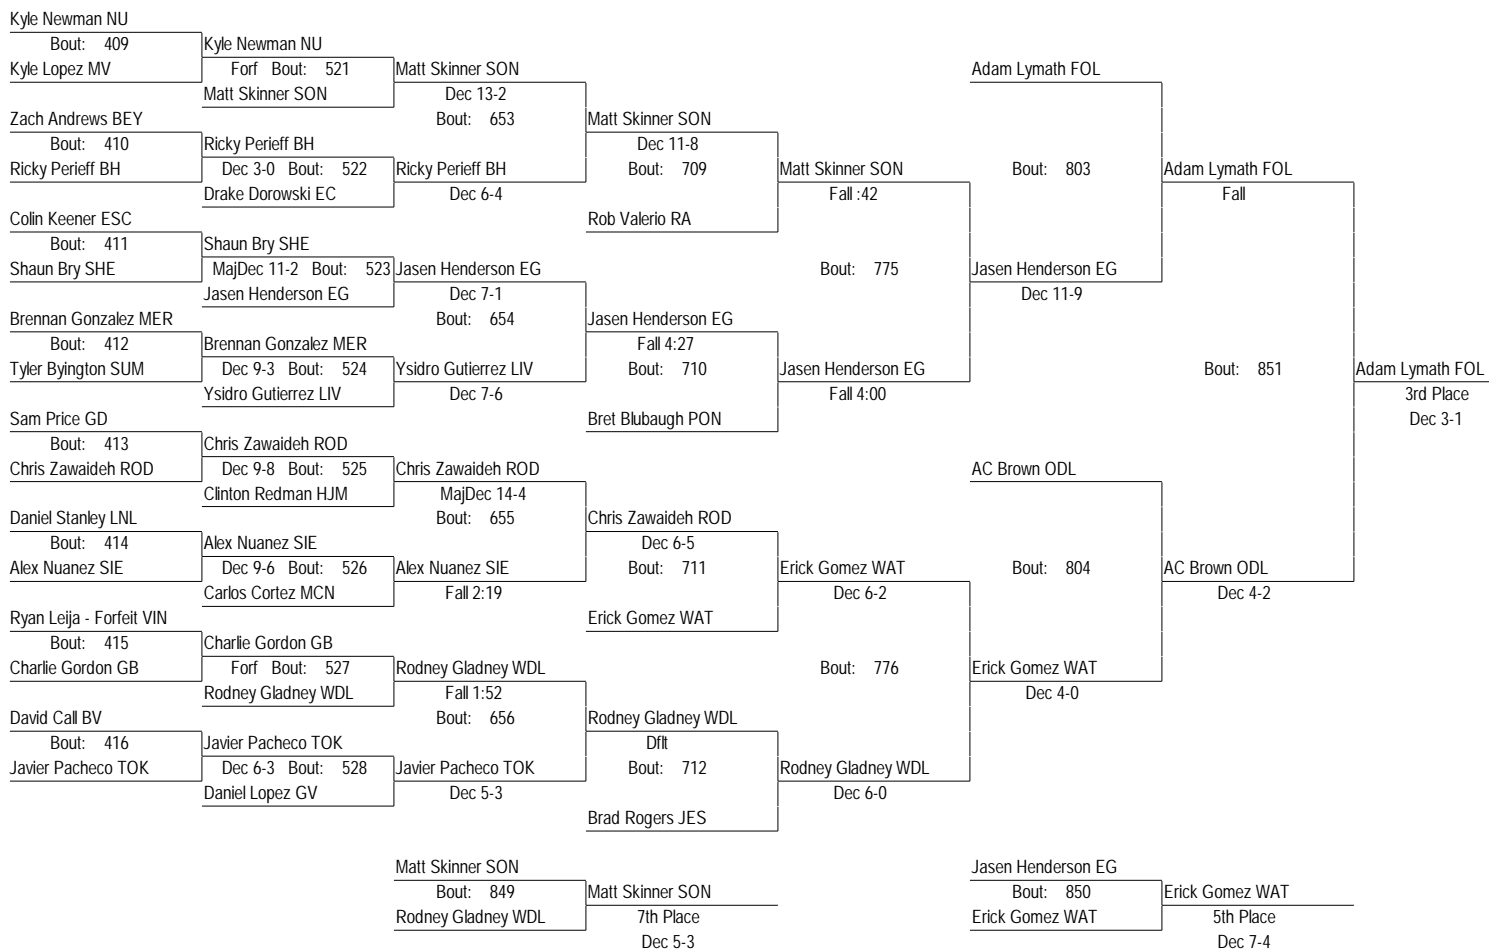 Kyle Newman NU
Bout: 409 Kyle Newman NU
Kyle Lopez MV Forf Bout: 521 Matt Skinner SON Adam Lymath FOL
Matt Skinner SON Dec 13-2
Zach Andrews BEY Bout: 653 Matt Skinner SON
Bout: 410 Ricky Perieff BH Dec 11-8
Ricky Perieff BH Dec 3-0 Bout: 522 Ricky Perieff BH Bout: 709 Matt Skinner SON Bout: 803 Adam Lymath FOL
Drake Dorowski EC Dec 6-4 Fall :42 Fall
Colin Keener ESC Rob Valerio RA
Bout: 411 Shaun Bry SHE
Shaun Bry SHE MajDec 11-2 Bout: 523 Jasen Henderson EG Bout: 775 Jasen Henderson EG
Jasen Henderson EG Dec 7-1 Dec 11-9
Brennan Gonzalez MER Bout: 654 Jasen Henderson EG
Bout: 412 Brennan Gonzalez MER Fall 4:27
Tyler Byington SUM Dec 9-3 Bout: 524 Ysidro Gutierrez LIV Bout: 710 Jasen Henderson EG Bout: 851 Adam Lymath FOL
Ysidro Gutierrez LIV Dec 7-6 Fall 4:00 3rd Place
Sam Price GD Bret Blubaugh PON Dec 3-1
Bout: 413 Chris Zawaideh ROD
Chris Zawaideh ROD Dec 9-8 Bout: 525 Chris Zawaideh ROD AC Brown ODL
Clinton Redman HJM MajDec 14-4
Daniel Stanley LNL Bout: 655 Chris Zawaideh ROD
Bout: 414 Alex Nuanez SIE Dec 6-5
Alex Nuanez SIE Dec 9-6 Bout: 526 Alex Nuanez SIE Bout: 711 Erick Gomez WAT Bout: 804 AC Brown ODL
Carlos Cortez MCN Fall 2:19 Dec 6-2 Dec 4-2
Ryan Leija - Forfeit VIN Erick Gomez WAT
Bout: 415 Charlie Gordon GB
Charlie Gordon GB Forf Bout: 527 Rodney Gladney WDL Bout: 776 Erick Gomez WAT
Rodney Gladney WDL Fall 1:52 Dec 4-0
David Call BV Bout: 656 Rodney Gladney WDL
Bout: 416 Javier Pacheco TOK Dflt
Javier Pacheco TOK Dec 6-3 Bout: 528 Javier Pacheco TOK Bout: 712 Rodney Gladney WDL
Daniel Lopez GV Dec 5-3 Dec 6-0
Brad Rogers JES
Matt Skinner SON Jasen Henderson EG
Bout: 849 Matt Skinner SON Bout: 850 Erick Gomez WAT
Rodney Gladney WDL 7th Place Erick Gomez WAT 5th Place
Dec 5-3 Dec 7-4